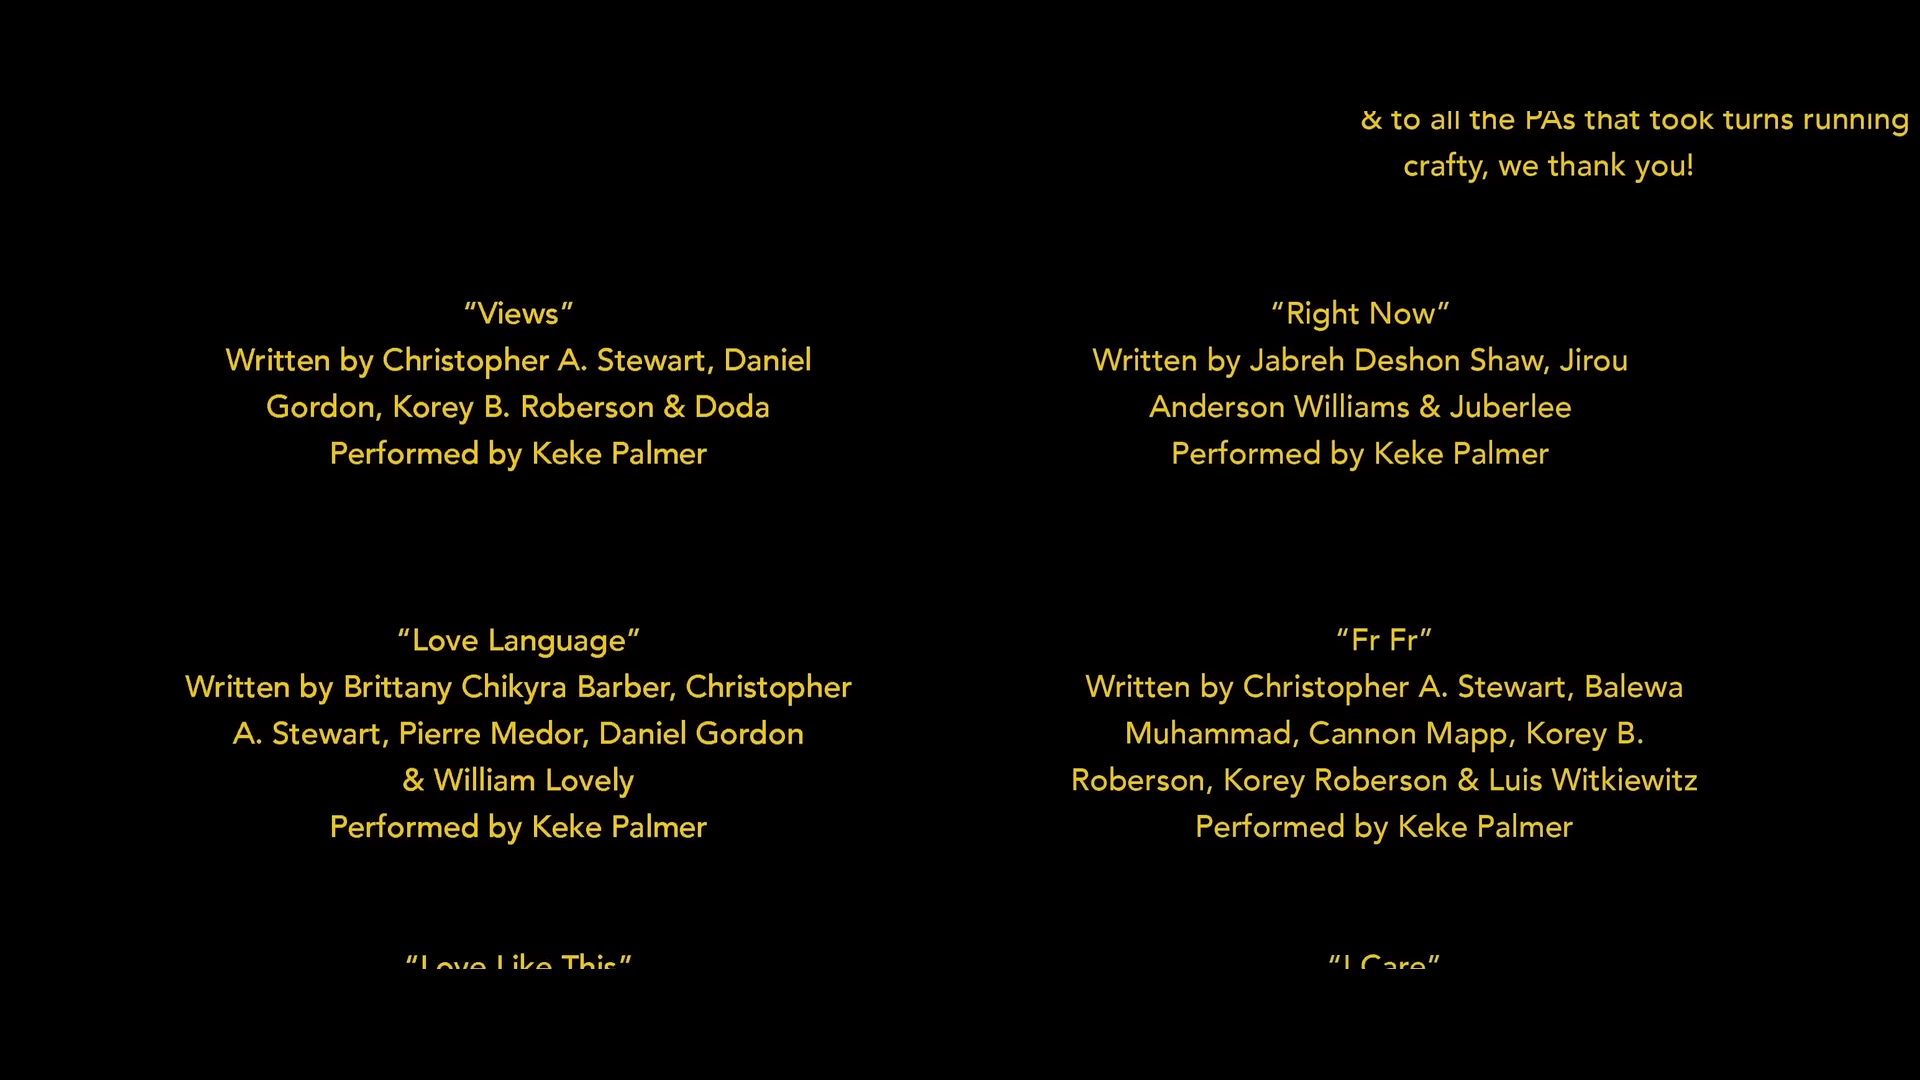 & to all the PAs that took turns running
crafty, we thank you!
“Views”
Written by Christopher A. Stewart, Daniel
Gordon, Korey B. Roberson & Doda
Performed by Keke Palmer
“Right Now”
Written by Jabreh Deshon Shaw, Jirou
Anderson Williams & Juberlee
Performed by Keke Palmer
“Love Language”
Written by Brittany Chikyra Barber, Christopher
A. Stewart, Pierre Medor, Daniel Gordon
& William Lovely
Performed by Keke Palmer
“Fr Fr”
Written by Christopher A. Stewart, Balewa
Muhammad, Cannon Mapp, Korey B.
Roberson, Korey Roberson & Luis Witkiewitz
Performed by Keke Palmer
“Love Like This”
“I Care”